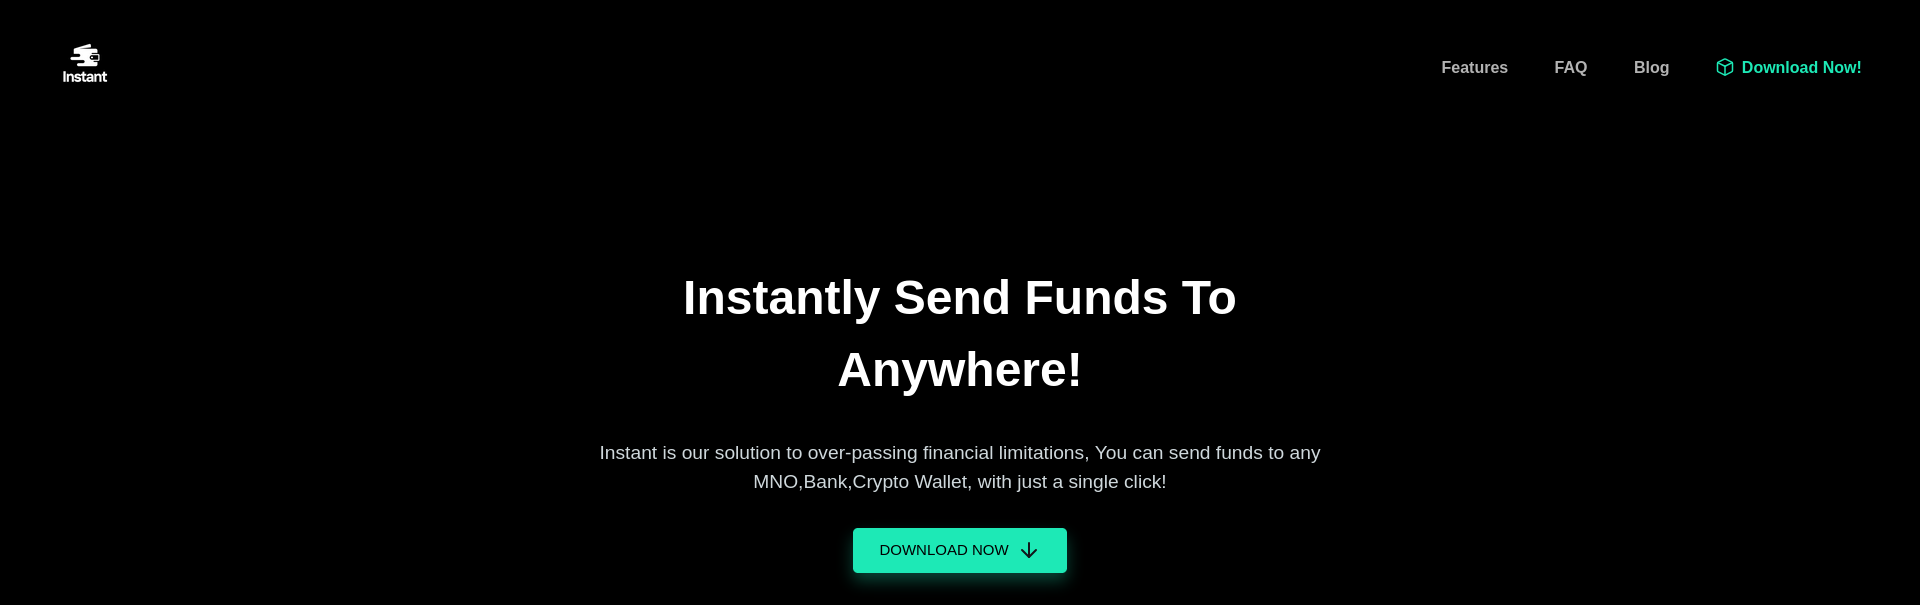 Instant
Features
FAQ
Blog
Download Now!
Instantly Send Funds To
Anywhere!
Instant is our solution to over-passing financial limitations, You can send funds to any
MNO,Bank,Crypto Wallet, with just a single click!
DOWNLOAD NOW